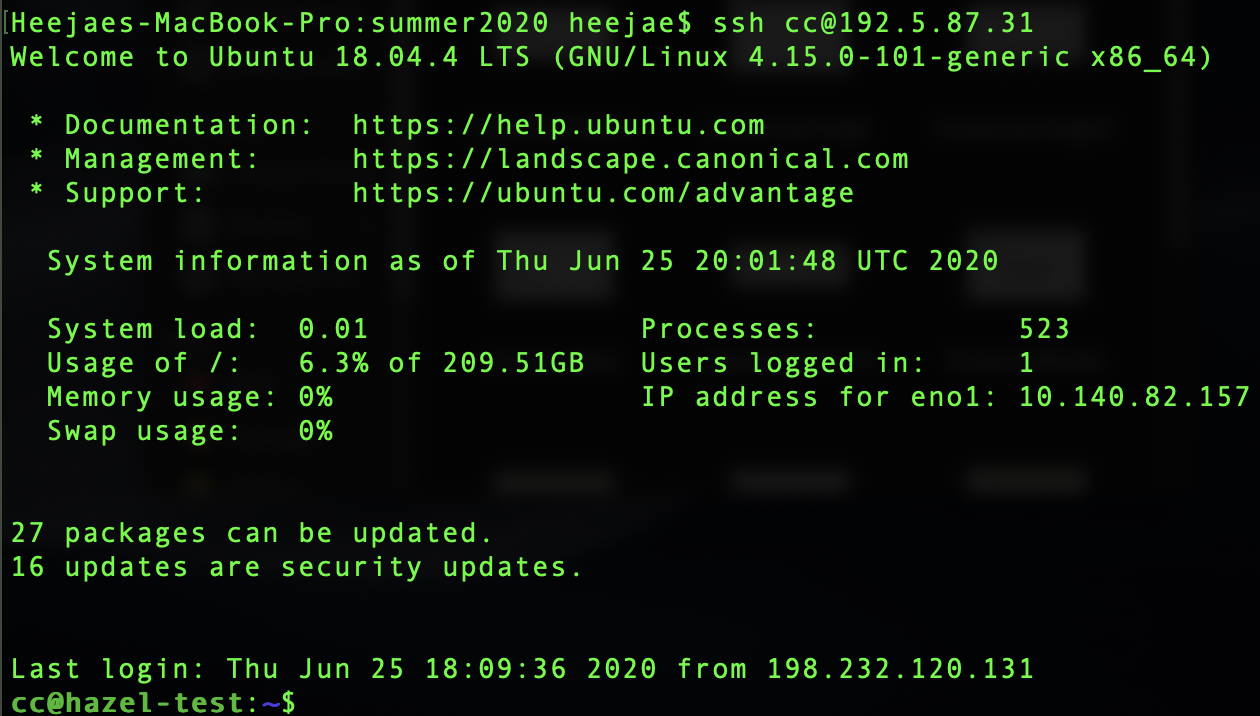 Heejaes-MacBook-Pro:summer2020 heejae$ ssh cc@192.5.87.31
Welcome to Ubuntu 18.04.4 LTS (GNU/Linux 4.15.0-101-generic x86_64)
* Documentation: https://help.ubuntu.com
* Management: https://landscape.canonical.com
* Support: https://ubuntu.com/advantage
System information as of Thu Jun 25 20:01:48 UTC 2020
System load: 0.01 Processes: 523
Usage of /: 6.3% of 209.51GB Users logged in: 1
Memory usage: 0% IP address for eno1: 10.140.82.157
Swap usage: 0%
27 packages can be updated.
16 updates are security updates.
Last login: Thu Jun 25 18:09:36 2020 from 198.232.120.131
cc@hazel-test:~$